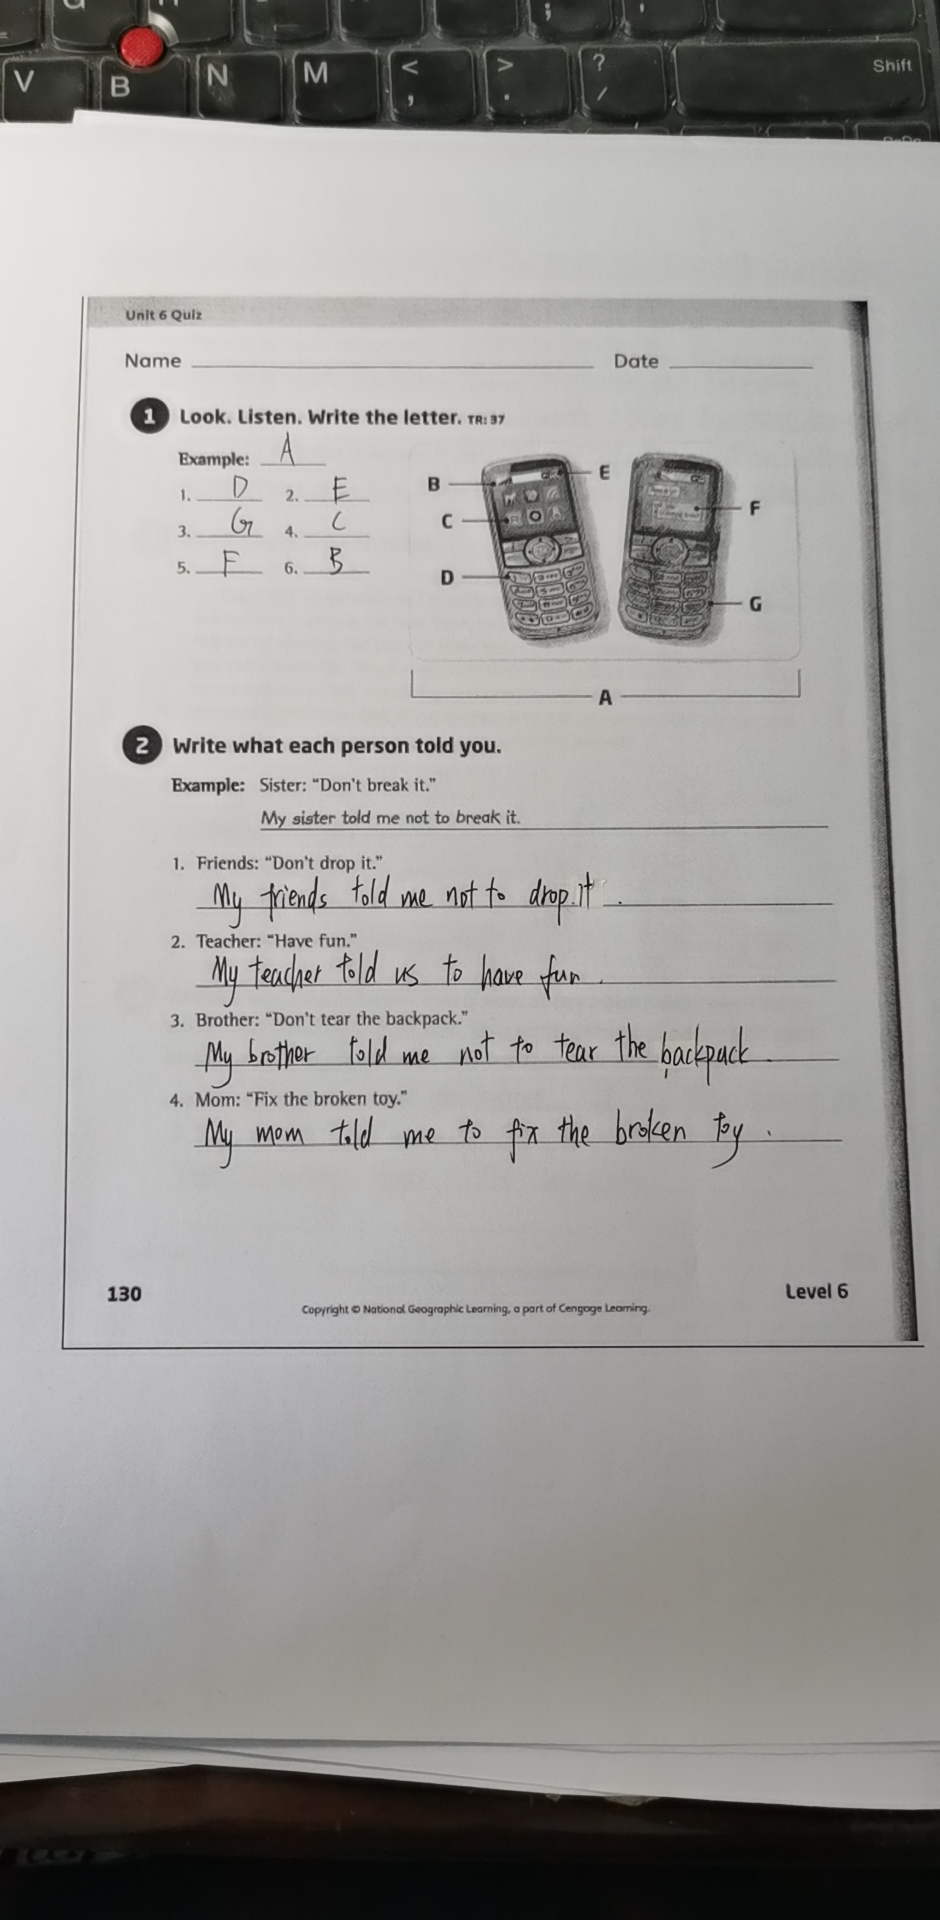 V B N M < , > . ? / Shift
Unit 6 Quiz
Name Date
1 Look. Listen. Write the letter. TR: 37
Example: A
1. D 2. E
3. G 4. C
5. F 6. B
B E
C F
D G
A
2 Write what each person told you.
Example: Sister: "Don't break it."
My sister told me not to break it.
1. Friends: "Don't drop it."
My friends told me not to drop it .
2. Teacher: "Have fun."
My teacher told us to have fun .
3. Brother: "Don't tear the backpack."
My brother told me not to tear the backpack .
4. Mom: "Fix the broken toy."
My mom told me to fix the broken toy .
130 Level 6
Copyright © National Geographic Learning, a part of Cengage Learning.